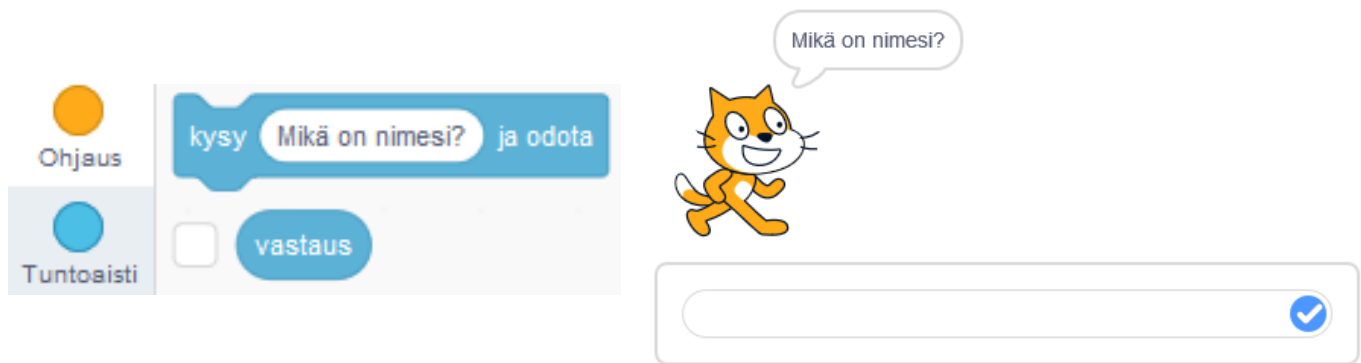 Mikä on nimesi?
kysy Mikä on nimesi? ja odota
Ohjaus
vastaus
Tuntoaisti